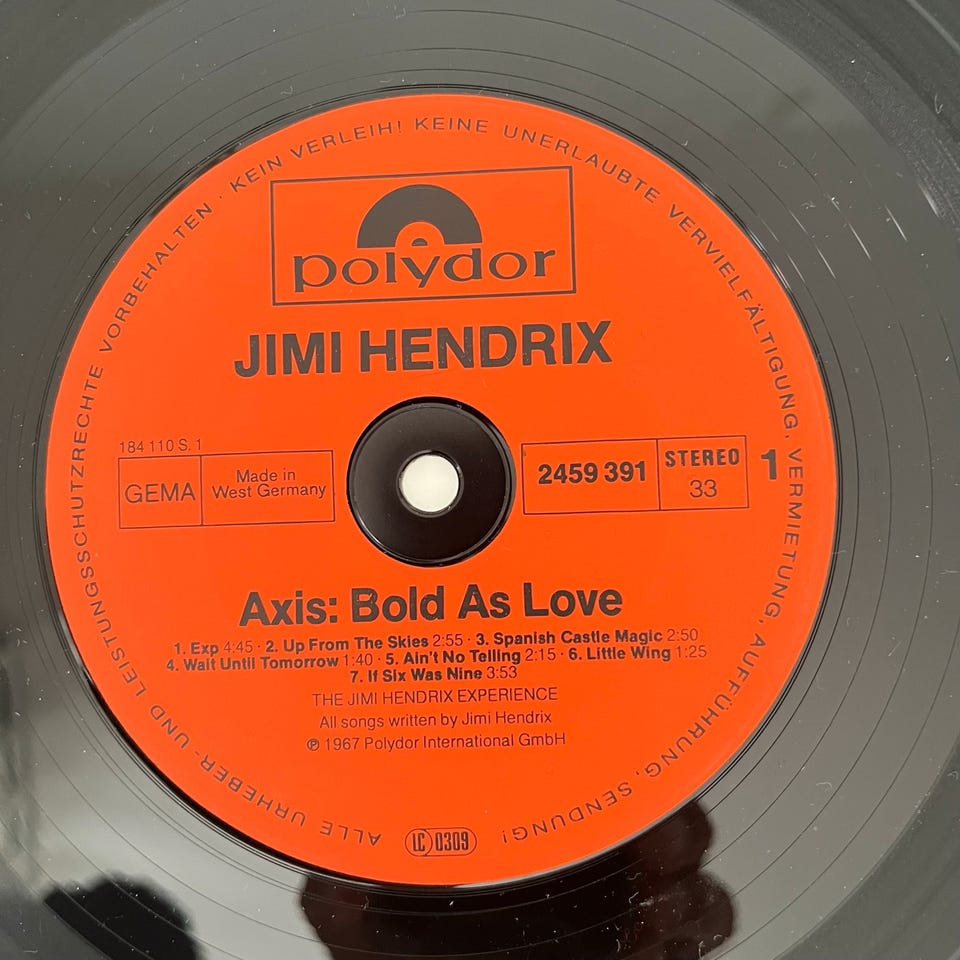 ALLE URHEBER- UND LEISTUNGSSCHUTZRECHTE VORBEHALTEN · KEIN VERLEIH! KEINE UNERLAUBTE VERVIELFÄLTIGUNG, VERMIETUNG, AUFFÜHRUNG, SENDUNG!
polydor
JIMI HENDRIX
184 110 S. 1
GEMA
Made in
West Germany
2459 391
STEREO
33
1
Axis: Bold As Love
1. Exp 4:45 · 2. Up From The Skies 2:55 · 3. Spanish Castle Magic 2:50
4. Wait Until Tomorrow 1:40 · 5. Ain't No Telling 2:15 · 6. Little Wing 1:25
7. If Six Was Nine 3:53
THE JIMI HENDRIX EXPERIENCE
All songs written by Jimi Hendrix
℗ 1967 Polydor International GmbH
LC 0309